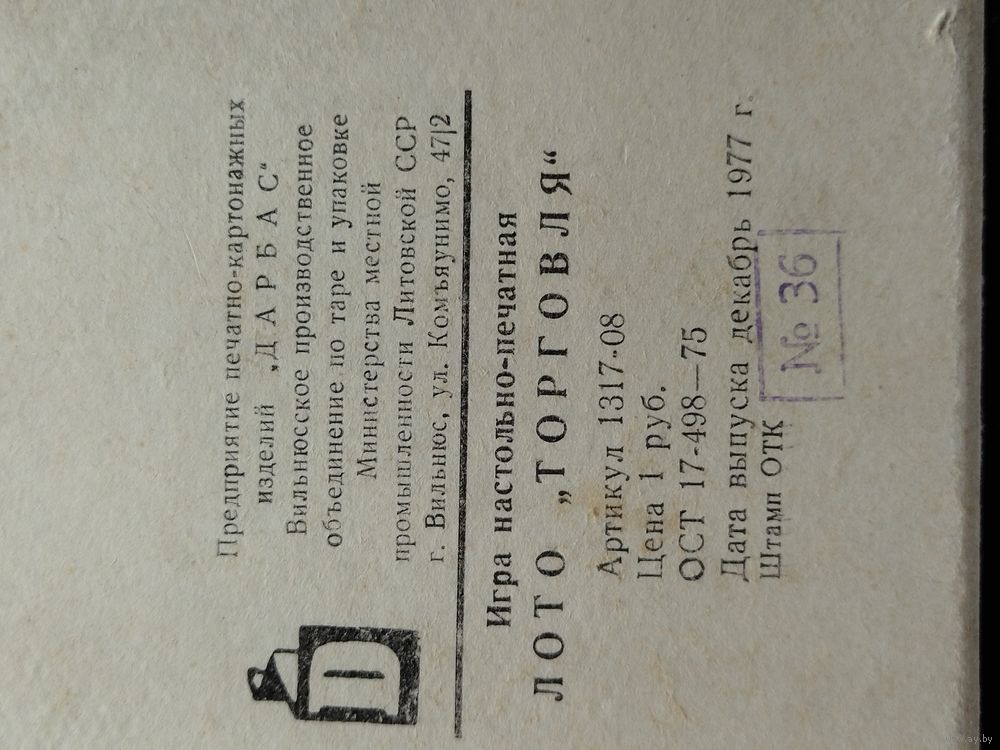 Предприятие печатно-картонажных
изделий „ДАРБАС“
Вильнюсское производственное
объединение по таре и упаковке
Министерства местной
промышленности Литовской ССР
г. Вильнюс, ул. Комъяунимо, 47|2
D
Игра настольно-печатная
ЛОТО „ТОРГОВЛЯ“
Артикул 1317-08
Цена 1 руб.
ОСТ 17-498—75
Дата выпуска декабрь 1977 г.
Штамп ОТК
№ 36